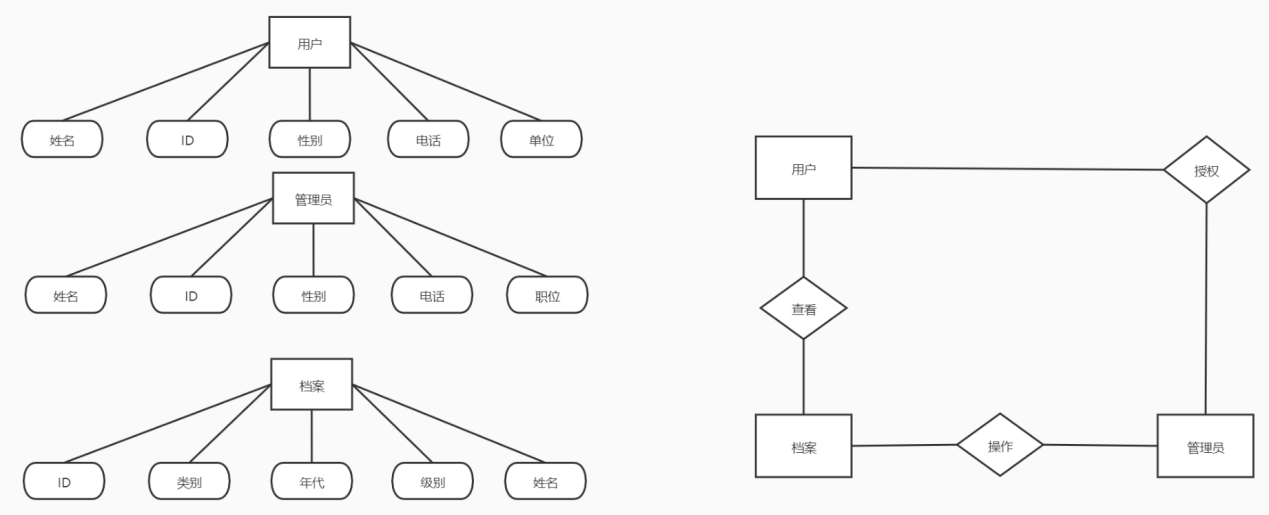 用户
姓名
ID
性别
电话
单位
管理员
姓名
ID
性别
电话
职位
档案
ID
类别
年代
级别
姓名
用户
授权
查看
档案
操作
管理员